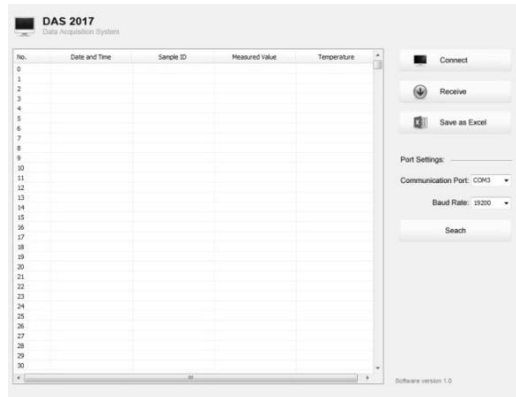 DAS 2017
Data Acquisition System
No. Date and Time Sample ID Measured Value Temperature
0
1
2
3
4
5
6
7
8
9
10
11
12
13
14
15
16
17
18
19
20
21
22
23
24
25
26
27
28
29
30
Connect
Receive
Save as Excel
Port Settings:
Communication Port: COM3
Baud Rate: 19200
Seach
Software version 1.0